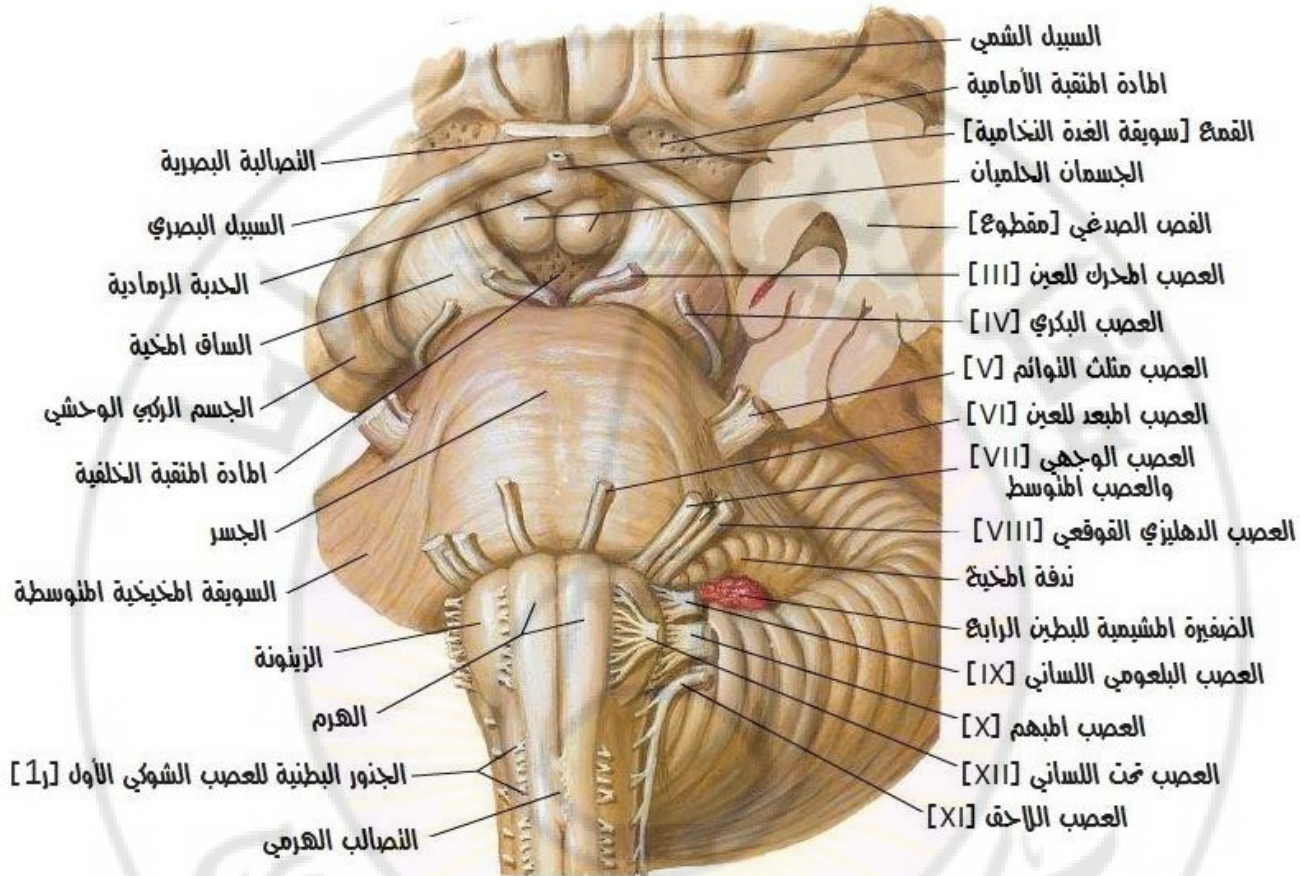 السبيل الشمي
المادة المثقبة الأمامية
القمع [سويقة الغدة النخامية]
الجسمان الحلميان
الفص الصدغي [مقطوع]
العصب المحرك للعين [III]
العصب البكري [IV]
العصب مثلث التوائم [V]
العصب المبعد للعين [VI]
العصب الوجهي [VII]
والعصب المتوسط
العصب الدهليزي القوقعي [VIII]
ندفة المخيخ
الضفيرة المشيمية للبطين الرابع
العصب البلعومي اللساني [IX]
العصب المبهم [X]
العصب تحت اللساني [XII]
العصب اللاحق [XI]
التصالبة البصرية
السبيل البصري
الحدبة الرمادية
الساق المخية
الجسم الركبي الوحشي
المادة المثقبة الخلفية
الجسر
السويقة المخيخية المتوسطة
الزيتونة
الهرم
الجذور البطنية للعصب الشوكي الأول [ر1]
التصالب الهرمي